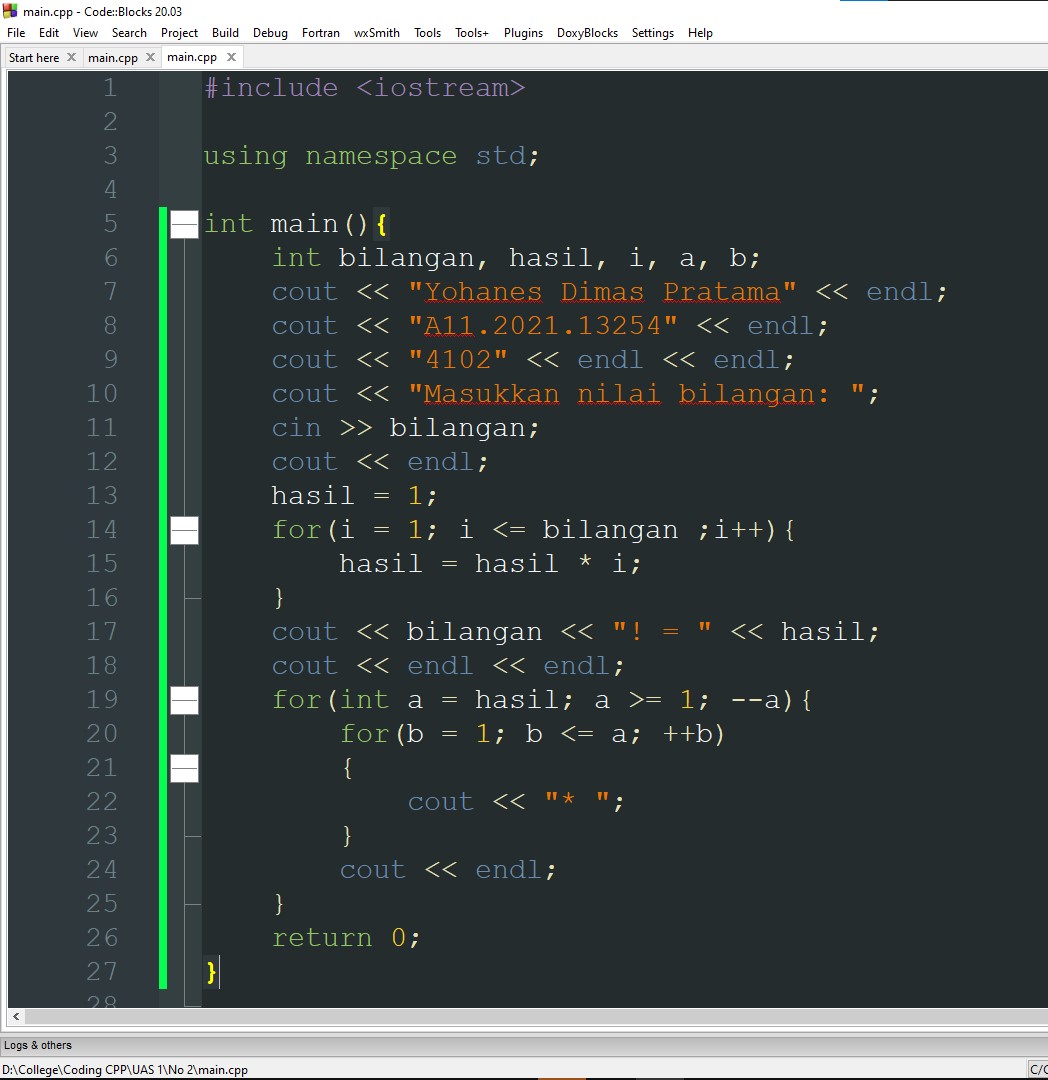 main.cpp - Code::Blocks 20.03
File Edit View Search Project Build Debug Fortran wxSmith Tools Tools+ Plugins DoxyBlocks Settings Help
Start here main.cpp main.cpp
1 #include <iostream>
2
3 using namespace std;
4
5 int main(){
6     int bilangan, hasil, i, a, b;
7     cout << "Yohanes Dimas Pratama" << endl;
8     cout << "A11.2021.13254" << endl;
9     cout << "4102" << endl << endl;
10     cout << "Masukkan nilai bilangan: ";
11     cin >> bilangan;
12     cout << endl;
13     hasil = 1;
14     for(i = 1; i <= bilangan ;i++){
15         hasil = hasil * i;
16     }
17     cout << bilangan << "! = " << hasil;
18     cout << endl << endl;
19     for(int a = hasil; a >= 1; --a){
20         for(b = 1; b <= a; ++b)
21         {
22             cout << "* ";
23         }
24         cout << endl;
25     }
26     return 0;
27 }
28
Logs & others
D:\College\Coding CPP\UAS 1\No 2\main.cpp